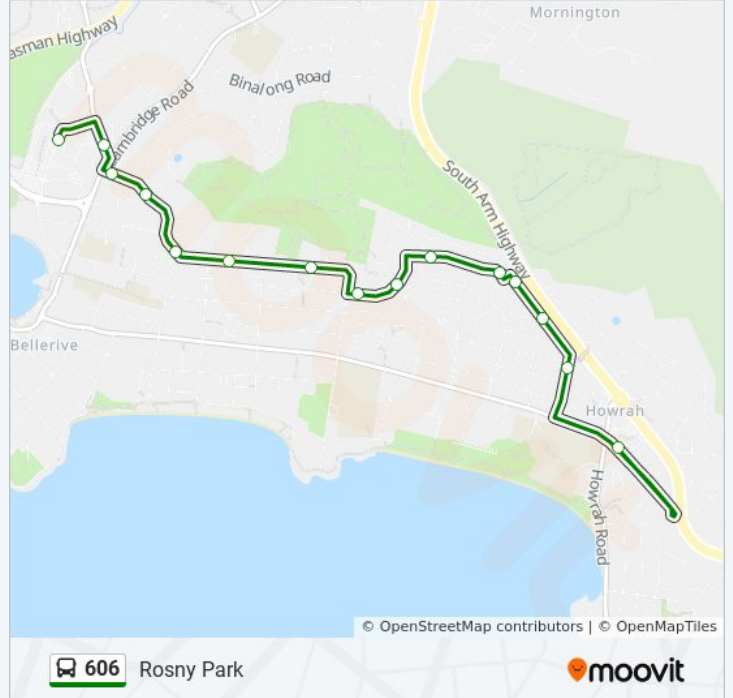 Mornington
asman Highway
Binalong Road
ambridge Road
South Arm Highway
Bellerive
Howrah
Howrah Road
© OpenStreetMap contributors | © OpenMapTiles
606 Rosny Park
moovit